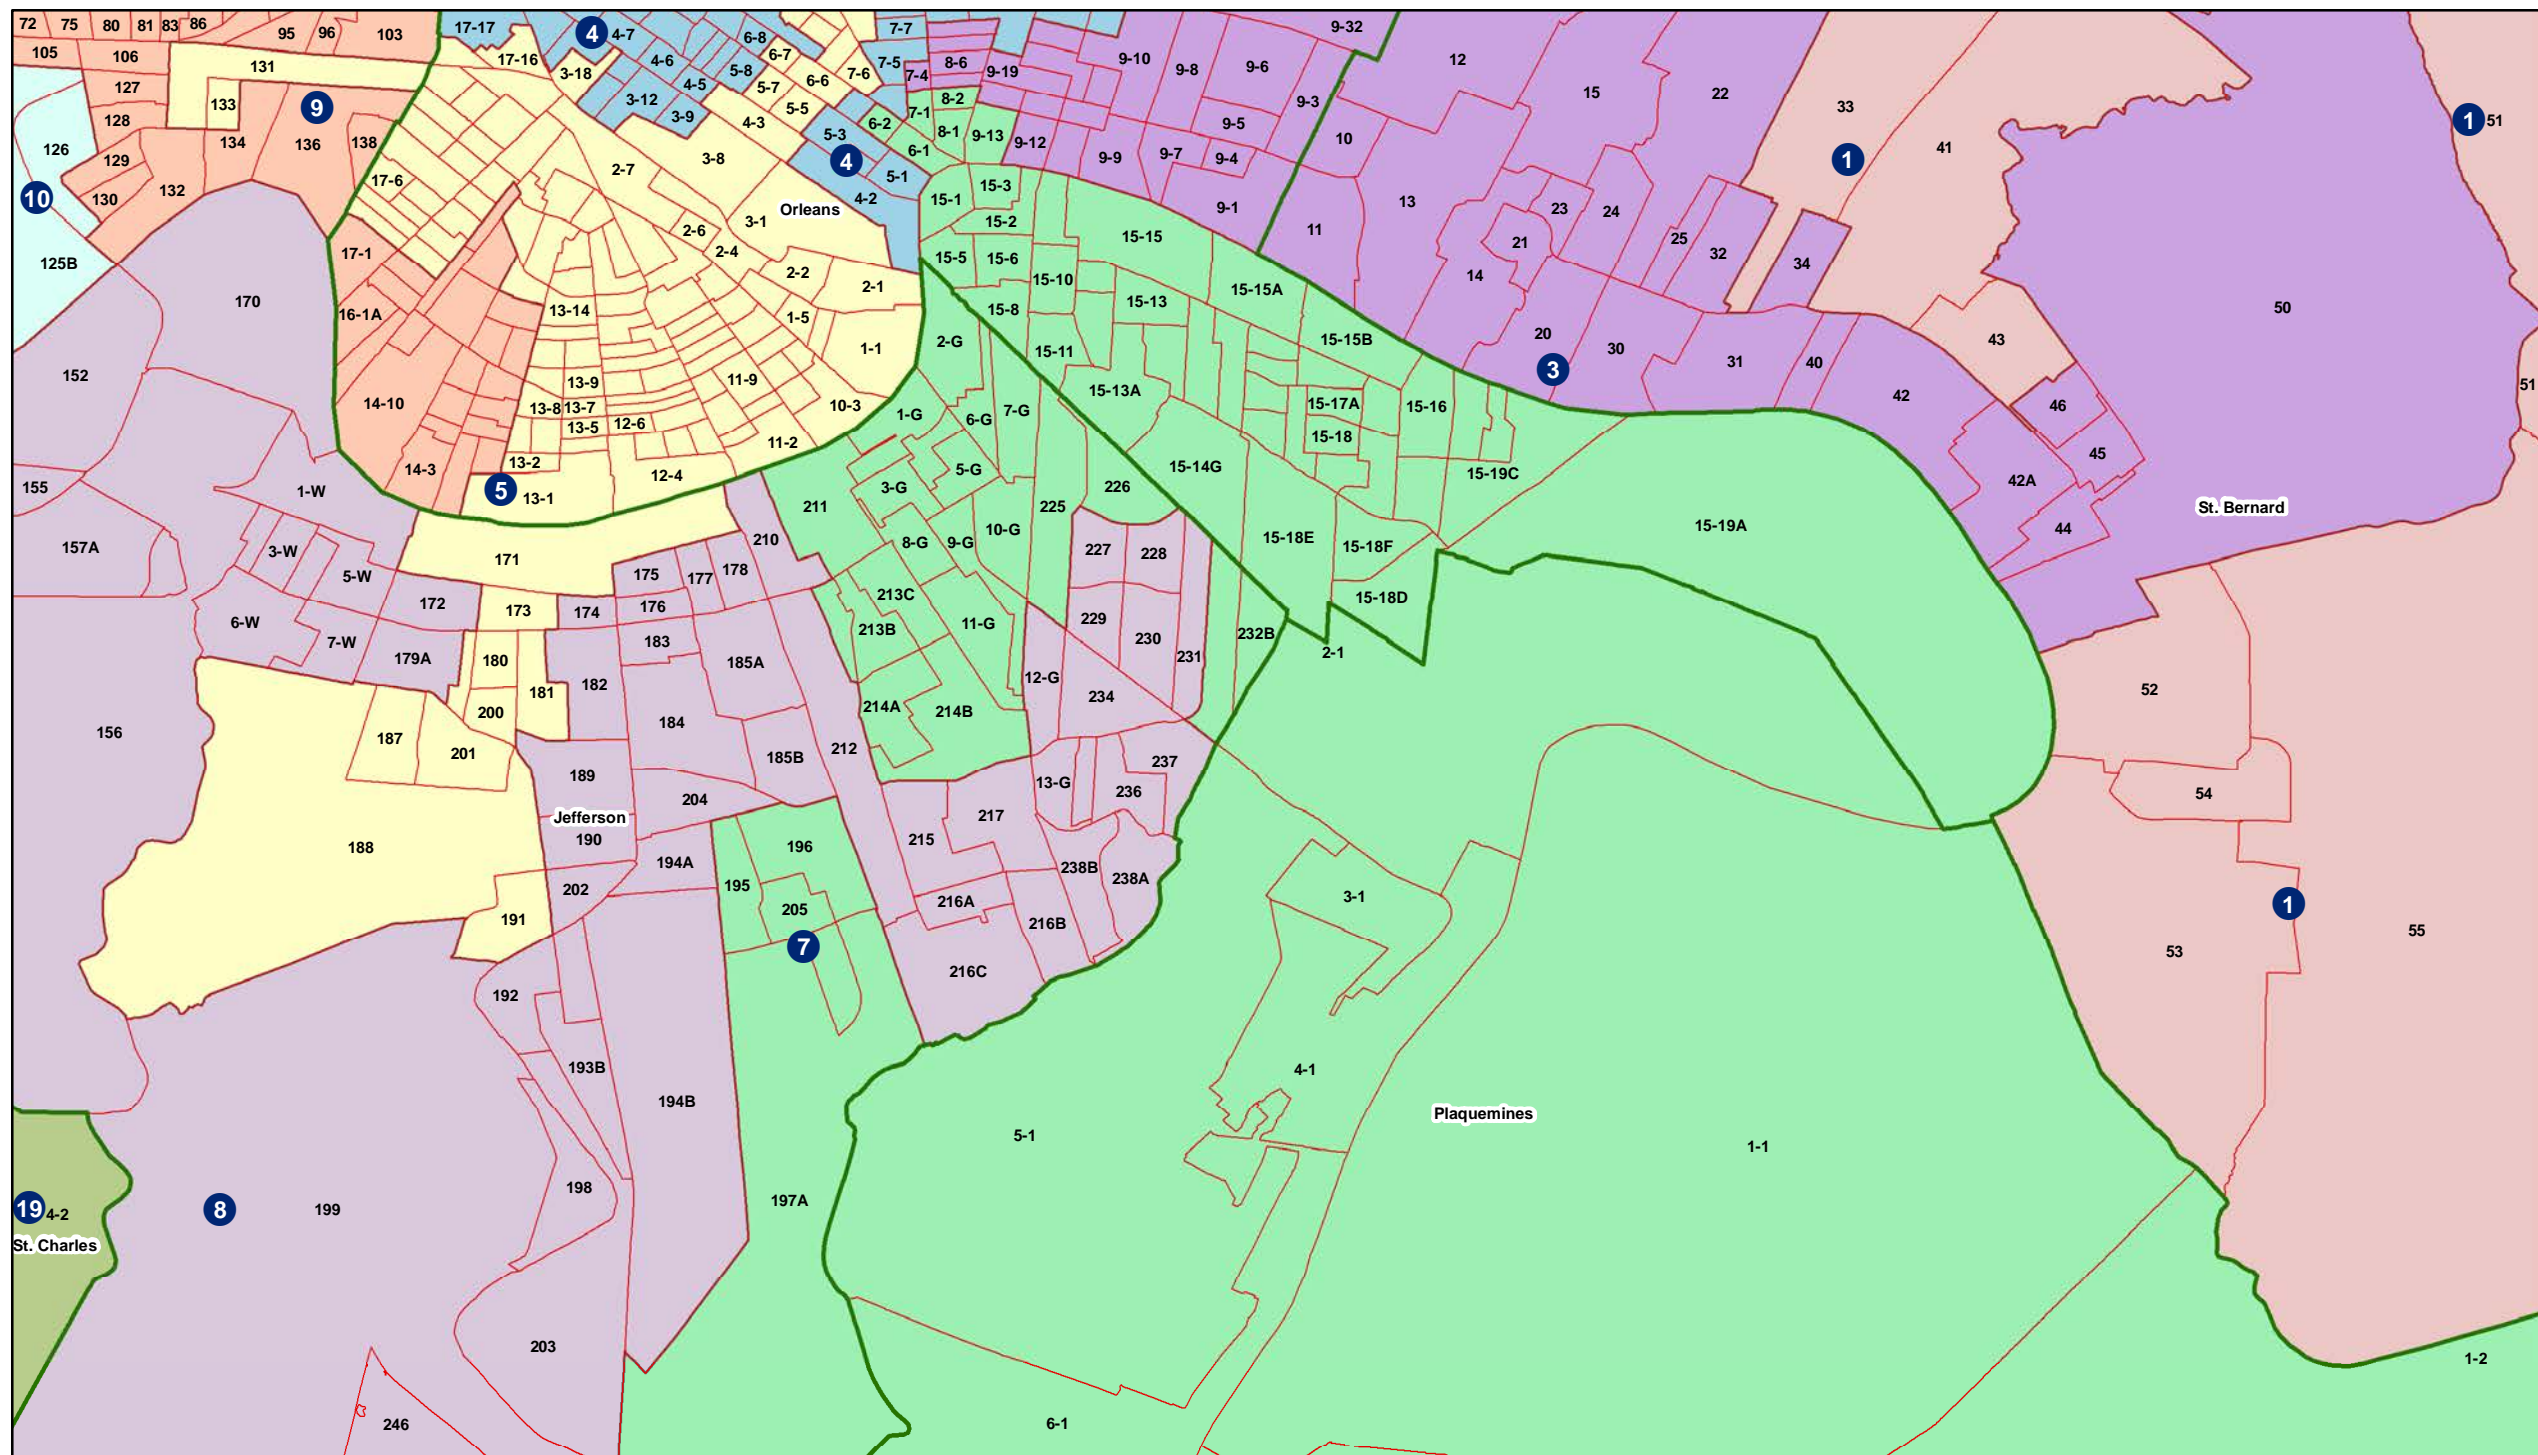 72 75 80 81 83 86 95 96 103 17-17 4 4-7 6-8 7-7 9-32
105 106 131 17-16 3-18 4-6 5-8 6-7 7-6 7-5 8-6 9-19 9-10 9-8 9-6 12
127 133 9 3-12 4-5 5-7 6-6 7-4 9-3 15 22 33 1 51
128 134 136 138 3-9 4-3 5-5 5-3 6-2 7-1 8-2 8-1 9-13 9-12 9-5 10 41
126 129 2-7 3-8 4 6-1 9-9 9-7 9-4 1
10 130 132 17-6 5-1 4-2 15-1 15-3 9-1 13 23 24
Orleans
3-1 2-6 2-4 15-2 15-15 11 21 25
125B 17-1 2-2 2-1 15-5 15-6 15-10 15-15A 14 32 34
170 16-1A 13-14 1-5 15-8 15-13 50
1-1 2-G 15-11 15-15B 20 30 31 40 43
152 13-9 11-9 15-13A 3 42 51
14-10 13-8 13-7 10-3 1-G 6-G 7-G 15-17A 15-16 46
13-5 12-6 11-2 15-18 45
14-3 13-2 12-4 5-G 15-14G 15-19C 42A
155 1-W 5 13-1 3-G 226
211 225 St. Bernard
157A 3-W 171 210 8-G 9-G 10-G 15-18E 15-18F 15-19A 44
5-W 175 177 178 227 228
172 173 174 176 213C 15-18D
6-W 7-W 179A 180 183 213B 11-G 229 230 232B
185A 231 2-1
181 182 12-G 234 52
200 184 214A 214B
156 187 201 185B 212 237
189 13-G 236 54
204
Jefferson
190 217
188 194A 196 215 238B 238A
202 195 205 216A 3-1 1
191 216B 55
7 53
192 216C
193B 4-1
194B
5-1 Plaquemines 1-1
198 197A
19 4-2 8 199
St. Charles
203 1-2
246 6-1